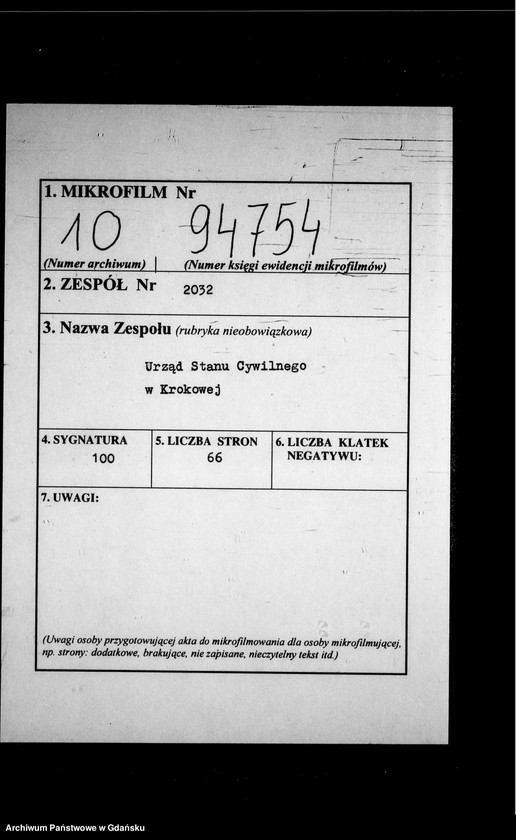 1. MIKROFILM Nr
10 94754
(Numer archiwum) (Numer księgi ewidencji mikrofilmów)
2. ZESPÓŁ Nr 2032
3. Nazwa Zespołu (rubryka nieobowiązkowa)
Urząd Stanu Cywilnego
w Krokowej
4. SYGNATURA 5. LICZBA STRON 6. LICZBA KLATEK
NEGATYWU:
100 66
7. UWAGI:
(Uwagi osoby przygotowującej akta do mikrofilmowania dla osoby mikrofilmującej,
np. strony: dodatkowe, brakujące, nie zapisane, nieczytelny tekst itd.)
Archiwum Państwowe w Gdańsku